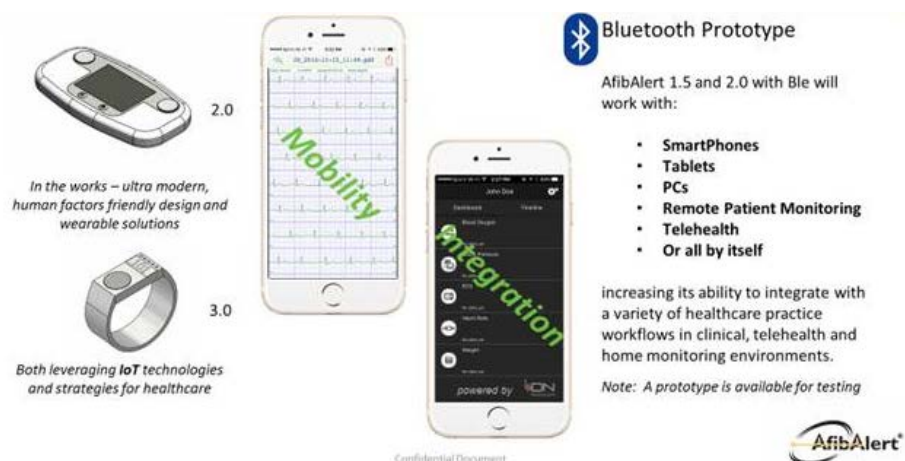 2.0
In the works – ultra modern,
human factors friendly design and
wearable solutions
3.0
Both leveraging IoT technologies
and strategies for healthcare
Mobility
John Doe
Dashboard
Timeline
Blood Oxygen
Pressure
ECG
Heart Rate
Weight
powered by iON
Integration
Bluetooth Prototype
AfibAlert 1.5 and 2.0 with Ble will
work with:
• SmartPhones
• Tablets
• PCs
• Remote Patient Monitoring
• Telehealth
• Or all by itself
increasing its ability to integrate with
a variety of healthcare practice
workflows in clinical, telehealth and
home monitoring environments.
Note: A prototype is available for testing
AfibAlert®
Confidential Document